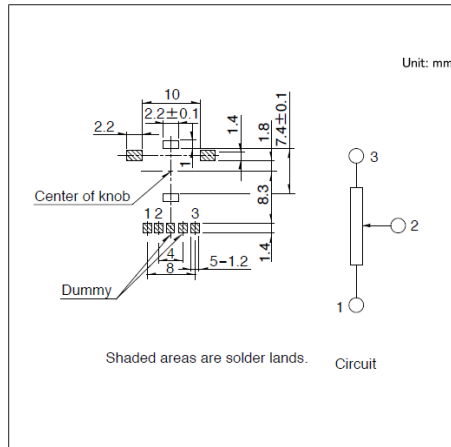 Unit: mm
10
2.2±0.1
2.2
1
1.4
1.8
7.4±0.1
Center of knob
8.3
1 2 3
1.4
4
8
5-1.2
Dummy
3
2
1
Shaded areas are solder lands.
Circuit